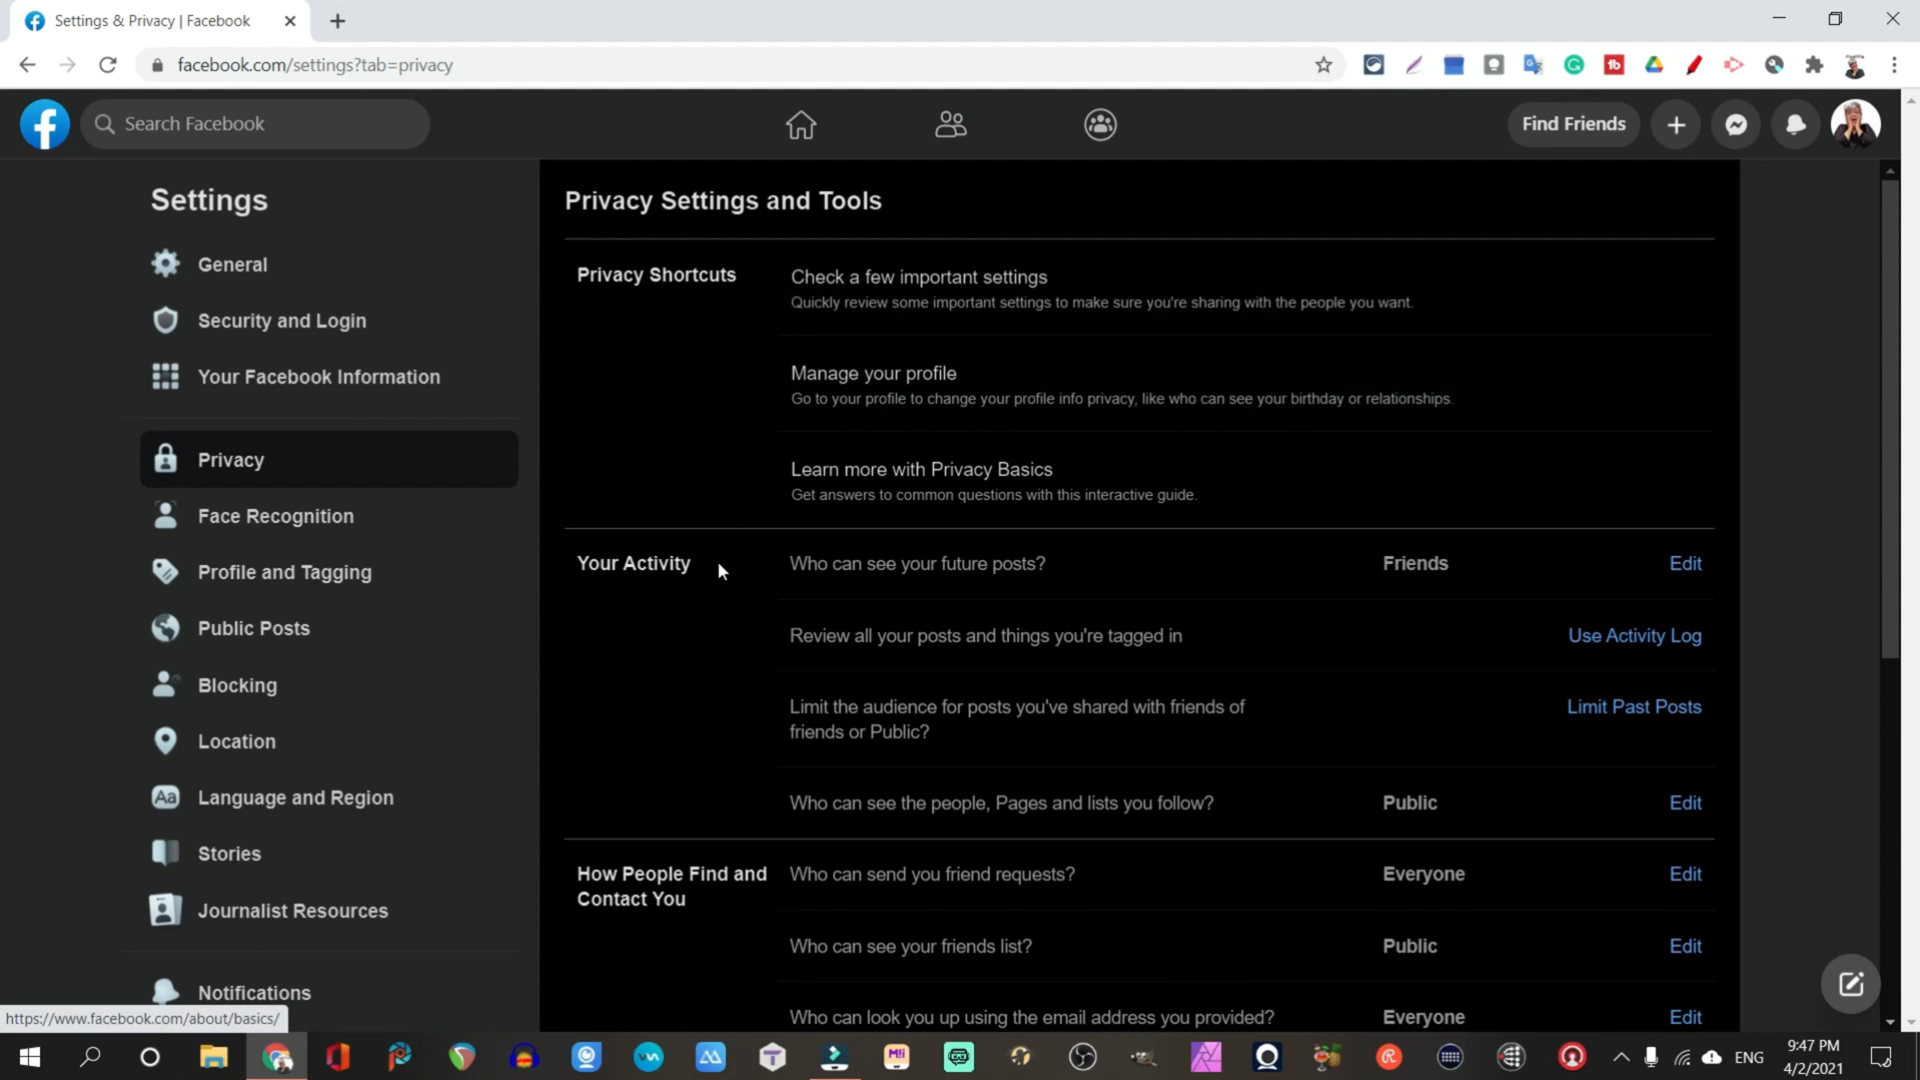 Settings & Privacy | Facebook
facebook.com/settings?tab=privacy
Search Facebook
Find Friends
Settings
General
Security and Login
Your Facebook Information
Privacy
Face Recognition
Profile and Tagging
Public Posts
Blocking
Location
Language and Region
Stories
Journalist Resources
Notifications
Privacy Settings and Tools
Privacy Shortcuts
Check a few important settings
Quickly review some important settings to make sure you're sharing with the people you want.
Manage your profile
Go to your profile to change your profile info privacy, like who can see your birthday or relationships.
Learn more with Privacy Basics
Get answers to common questions with this interactive guide.
Your Activity
Who can see your future posts? Friends Edit
Review all your posts and things you're tagged in Use Activity Log
Limit the audience for posts you've shared with friends of
friends or Public? Limit Past Posts
Who can see the people, Pages and lists you follow? Public Edit
How People Find and
Contact You
Who can send you friend requests? Everyone Edit
Who can see your friends list? Public Edit
Who can look you up using the email address you provided? Everyone Edit
https://www.facebook.com/about/basics/
ENG
9:47 PM
4/2/2021